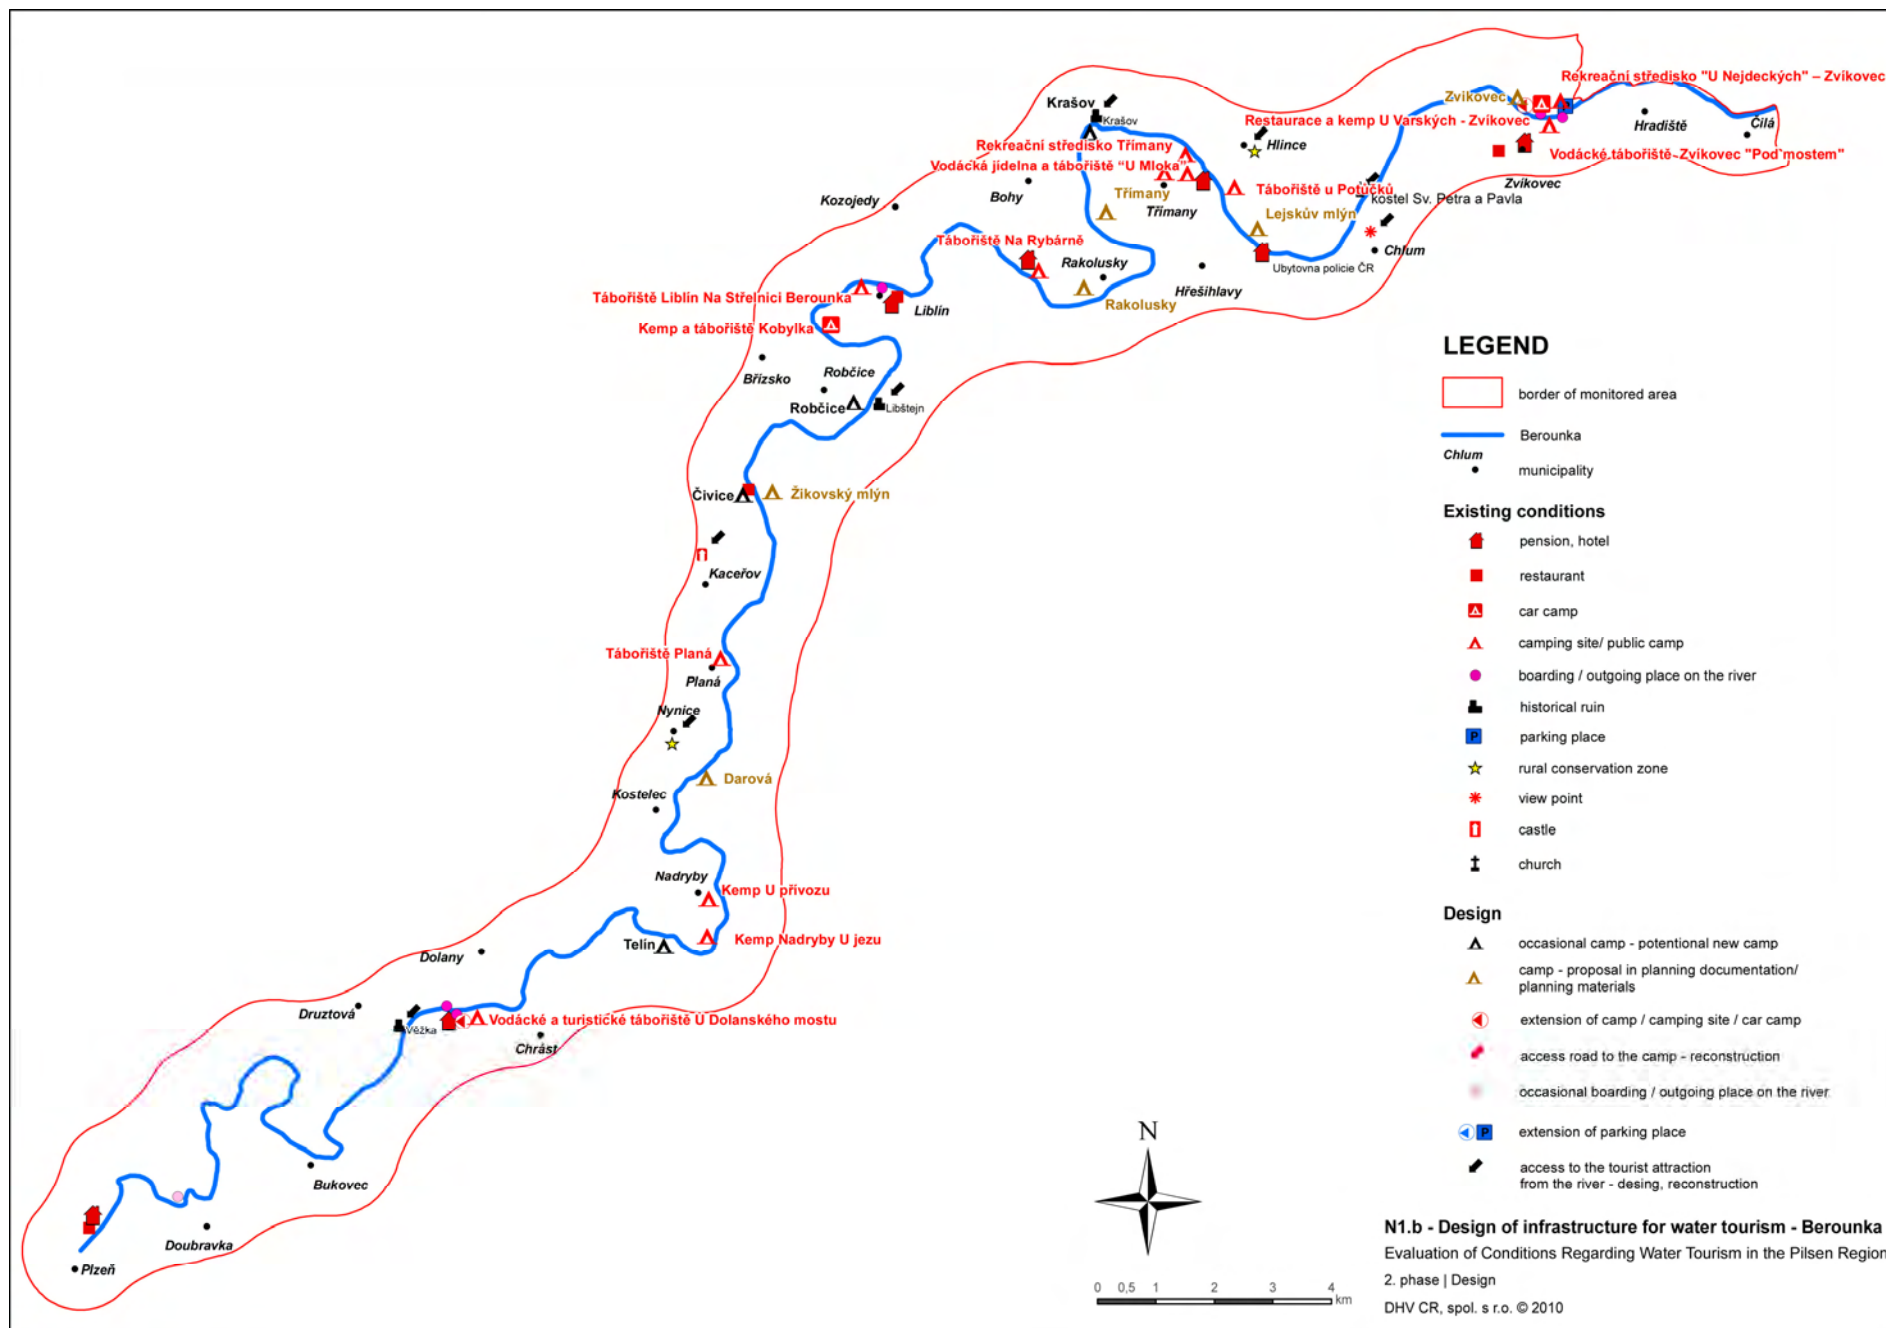 Rekreační středisko "U Nejdeckých" – Zvíkovec
Zvíkovec
Restaurace a kemp U Varských - Zvíkovec
Hradiště
Čilá
Vodácké tábořiště-Zvíkovec "Pod mostem"
Zvíkovec
Krašov
Krašov
Hlince
Rekreační středisko Třímany
Vodácká jídelna a tábořiště “U Mloka”
Třímany
Třímany
Tábořiště u Potůčků
kostel Sv. Petra a Pavla
Lejskův mlýn
Chlum
Ubytovna policie ČR
Bohy
Kozojedy
Tábořiště Na Rybárně
Rakolusky
Rakolusky
Hřešihlavy
Tábořiště Liblín Na Střelnici Berounka
Liblín
Kemp a tábořiště Kobylka
Břízsko
Robčice
Robčice
Libštejn
Čivice
Žikovský mlýn
Kaceřov
Tábořiště Planá
Planá
Nynice
Darová
Kostelec
Nadryby
Kemp U přívozu
Kemp Nadryby U jezu
Telín
Dolany
Druztová
Věžka
Vodácké a turistické tábořiště U Dolanského mostu
Chrást
Bukovec
Doubravka
Plzeň
LEGEND
border of monitored area
Berounka
Chlum
municipality
Existing conditions
pension, hotel
restaurant
car camp
camping site/ public camp
boarding / outgoing place on the river
historical ruin
P parking place
rural conservation zone
view point
castle
church
Design
occasional camp - potentional new camp
camp - proposal in planning documentation/
planning materials
extension of camp / camping site / car camp
access road to the camp - reconstruction
occasional boarding / outgoing place on the river
P extension of parking place
access to the tourist attraction
from the river - desing, reconstruction
N
0 0,5 1 2 3 4
km
N1.b - Design of infrastructure for water tourism - Berounka
Evaluation of Conditions Regarding Water Tourism in the Pilsen Region
2. phase | Design
DHV CR, spol. s r.o. © 2010